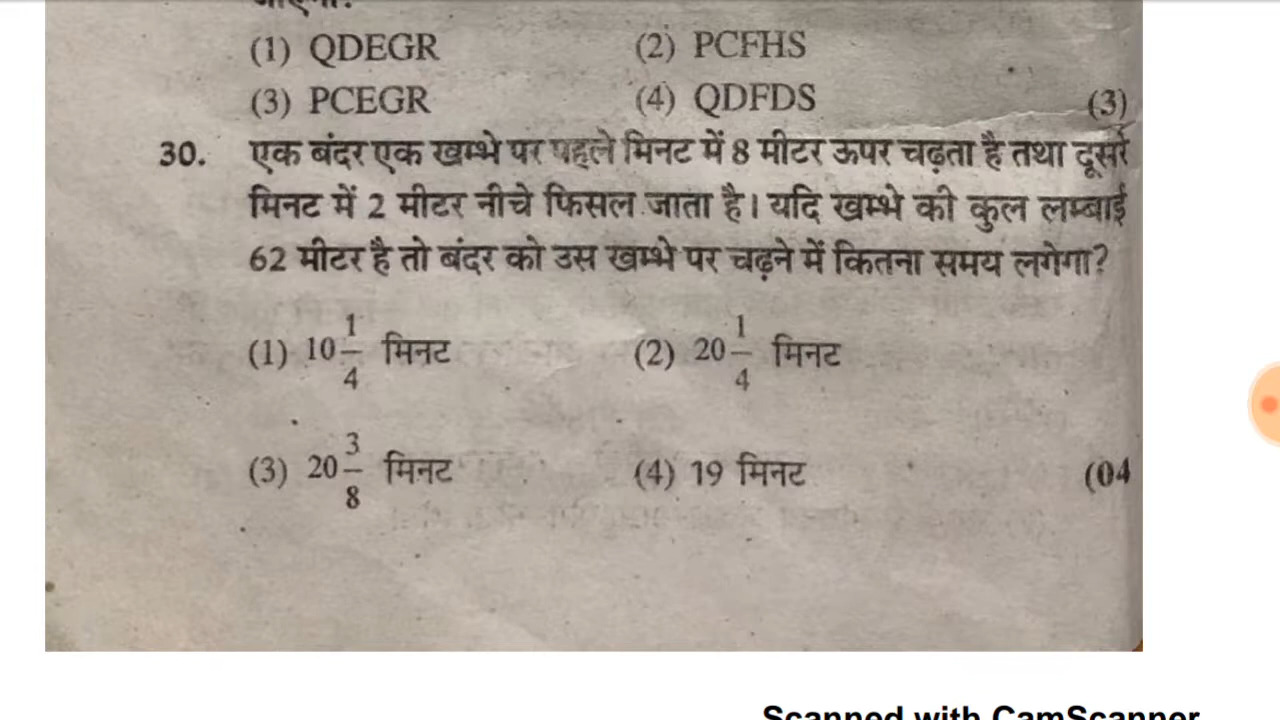 (1) QDEGR (2) PCFHS
(3) PCEGR (4) QDFDS (3)
30. एक बंदर एक खम्भे पर पहले मिनट में 8 मीटर ऊपर चढ़ता है तथा दूसरे
मिनट में 2 मीटर नीचे फिसल जाता है। यदि खम्भे की कुल लम्बाई
62 मीटर है तो बंदर को उस खम्भे पर चढ़ने में कितना समय लगेगा?
(1) 10 1/4 मिनट (2) 20 1/4 मिनट
(3) 20 3/8 मिनट (4) 19 मिनट (04
Scanned with CamScanner